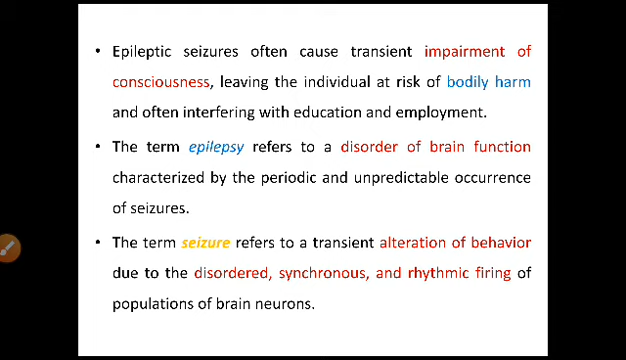 • Epileptic seizures often cause transient impairment of
consciousness, leaving the individual at risk of bodily harm
and often interfering with education and employment.
• The term epilepsy refers to a disorder of brain function
characterized by the periodic and unpredictable occurrence
of seizures.
• The term seizure refers to a transient alteration of behavior
due to the disordered, synchronous, and rhythmic firing of
populations of brain neurons.